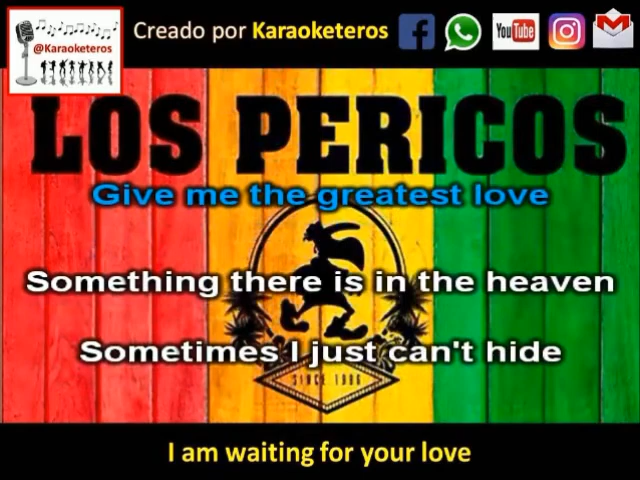 @Karaoketeros
Creado por Karaoketeros
You Tube
LOS PERICOS
Give me the greatest love
Something there is in the heaven
Sometimes I just can't hide
SINCE 1986
I am waiting for your love